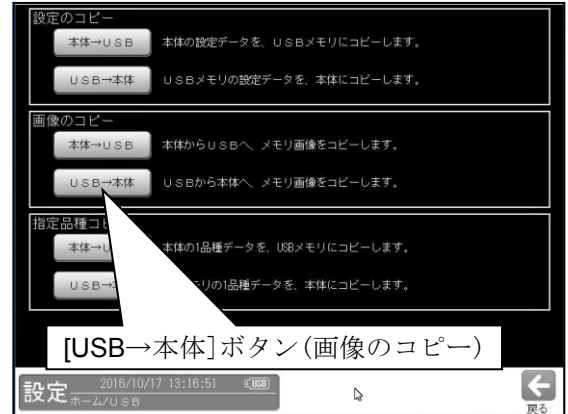 設定のコピー
本体→ＵＳＢ 本体の設定データを、ＵＳＢメモリにコピーします。
ＵＳＢ→本体 ＵＳＢメモリの設定データを、本体にコピーします。
画像のコピー
本体→ＵＳＢ 本体からＵＳＢへ、メモリ画像をコピーします。
ＵＳＢ→本体 ＵＳＢから本体へ、メモリ画像をコピーします。
指定品種コピ
本体→Ｕ 本体の1品種データを、USBメモリにコピーします。
ＵＳＢ→ モリの1品種データを、本体にコピーします。
[USB→本体]ボタン(画像のコピー)
設定 2016/10/17 13:16:51 USB
ホーム/ＵＳＢ
戻る